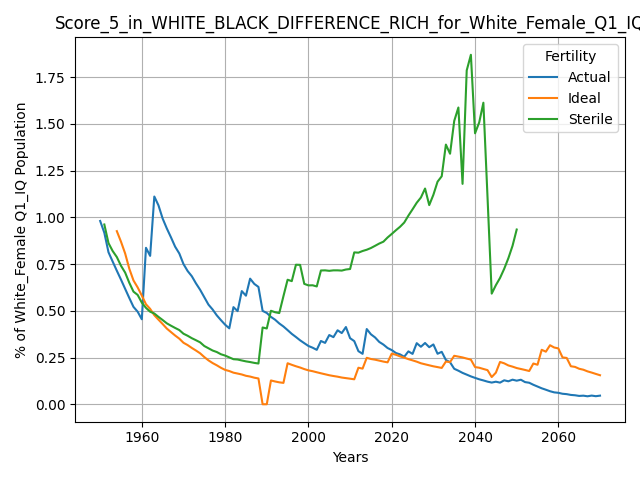 Score_5_in_WHITE_BLACK_DIFFERENCE_RICH_for_White_Female_Q1_IQ
Fertility
Actual
Ideal
Sterile
% of White_Female Q1_IQ Population
1.75
1.50
1.25
1.00
0.75
0.50
0.25
0.00
1960
1980
2000
2020
2040
2060
Years